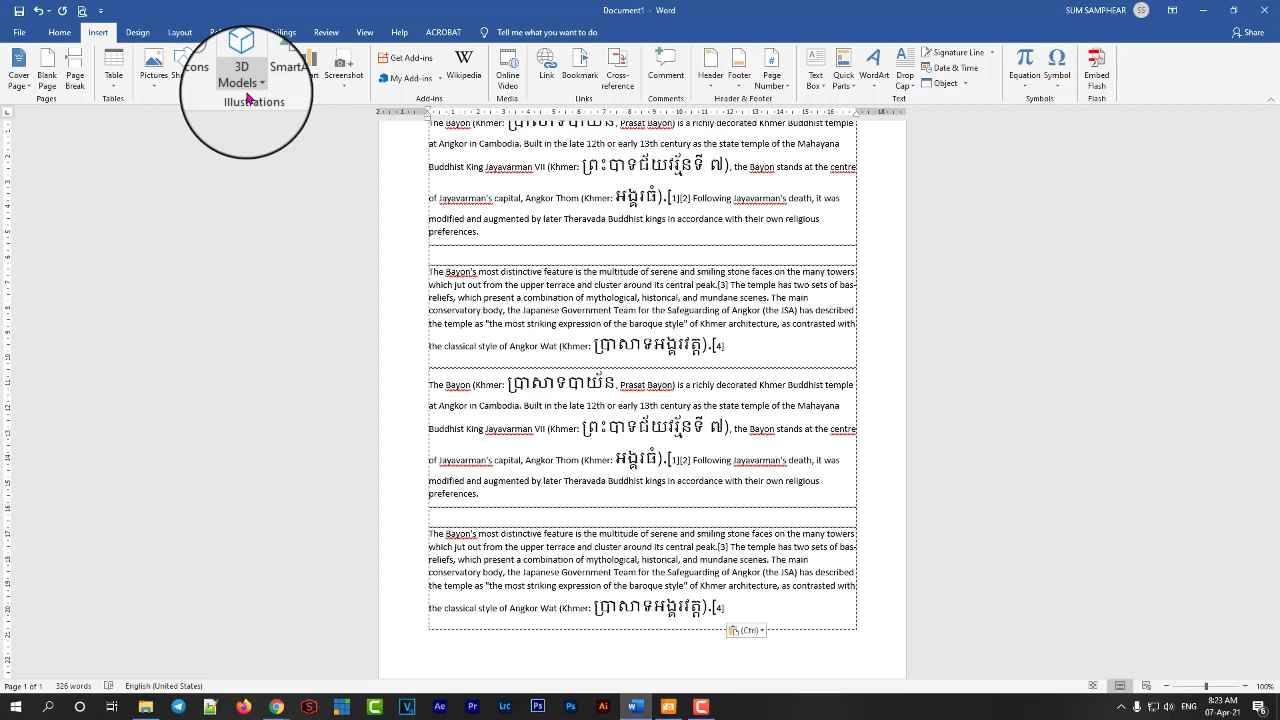 Document1 - Word
SUM SAMPHEAR
SS
File
Home
Insert
Design
Layout
Mailings
Review
View
Help
ACROBAT
Tell me what you want to do
Share
Cover Page
Blank Page
Page Break
Table
Pictures
3D Models
SmartA
Screenshot
Get Add-ins
My Add-ins
Wikipedia
Online Video
Link
Bookmark
Cross-reference
Comment
Header
Footer
Page Number
Text Box
Quick Parts
WordArt
Drop Cap
Signature Line
Date & Time
Object
Equation
Symbol
Embed Flash
Pages
Tables
Illustrations
Add-ins
Media
Links
Comments
Header & Footer
Text
Symbols
Flash
The Bayon (Khmer: ប្រាសាទបាយ័ន, Prasat Bayon) is a richly decorated Khmer Buddhist temple
at Angkor in Cambodia. Built in the late 12th or early 13th century as the state temple of the Mahayana
Buddhist King Jayavarman VII (Khmer: ព្រះបាទជ័យវរ្ម័នទី ៧), the Bayon stands at the centre
of Jayavarman's capital, Angkor Thom (Khmer: អង្គរធំ).[1][2] Following Jayavarman's death, it was
modified and augmented by later Theravada Buddhist kings in accordance with their own religious
preferences.
The Bayon's most distinctive feature is the multitude of serene and smiling stone faces on the many towers
which jut out from the upper terrace and cluster around its central peak.[3] The temple has two sets of bas-
reliefs, which present a combination of mythological, historical, and mundane scenes. The main
conservatory body, the Japanese Government Team for the Safeguarding of Angkor (the JSA) has described
the temple as "the most striking expression of the baroque style" of Khmer architecture, as contrasted with
the classical style of Angkor Wat (Khmer: ប្រាសាទអង្គរវត្ត).[4]
The Bayon (Khmer: ប្រាសាទបាយ័ន, Prasat Bayon) is a richly decorated Khmer Buddhist temple
at Angkor in Cambodia. Built in the late 12th or early 13th century as the state temple of the Mahayana
Buddhist King Jayavarman VII (Khmer: ព្រះបាទជ័យវរ្ម័នទី ៧), the Bayon stands at the centre
of Jayavarman's capital, Angkor Thom (Khmer: អង្គរធំ).[1][2] Following Jayavarman's death, it was
modified and augmented by later Theravada Buddhist kings in accordance with their own religious
preferences.
The Bayon's most distinctive feature is the multitude of serene and smiling stone faces on the many towers
which jut out from the upper terrace and cluster around its central peak.[3] The temple has two sets of bas-
reliefs, which present a combination of mythological, historical, and mundane scenes. The main
conservatory body, the Japanese Government Team for the Safeguarding of Angkor (the JSA) has described
the temple as "the most striking expression of the baroque style" of Khmer architecture, as contrasted with
the classical style of Angkor Wat (Khmer: ប្រាសាទអង្គរវត្ត).[4]
(Ctrl)
Page 1 of 1
326 words
English (United States)
100%
8:23 AM
07-Apr-21